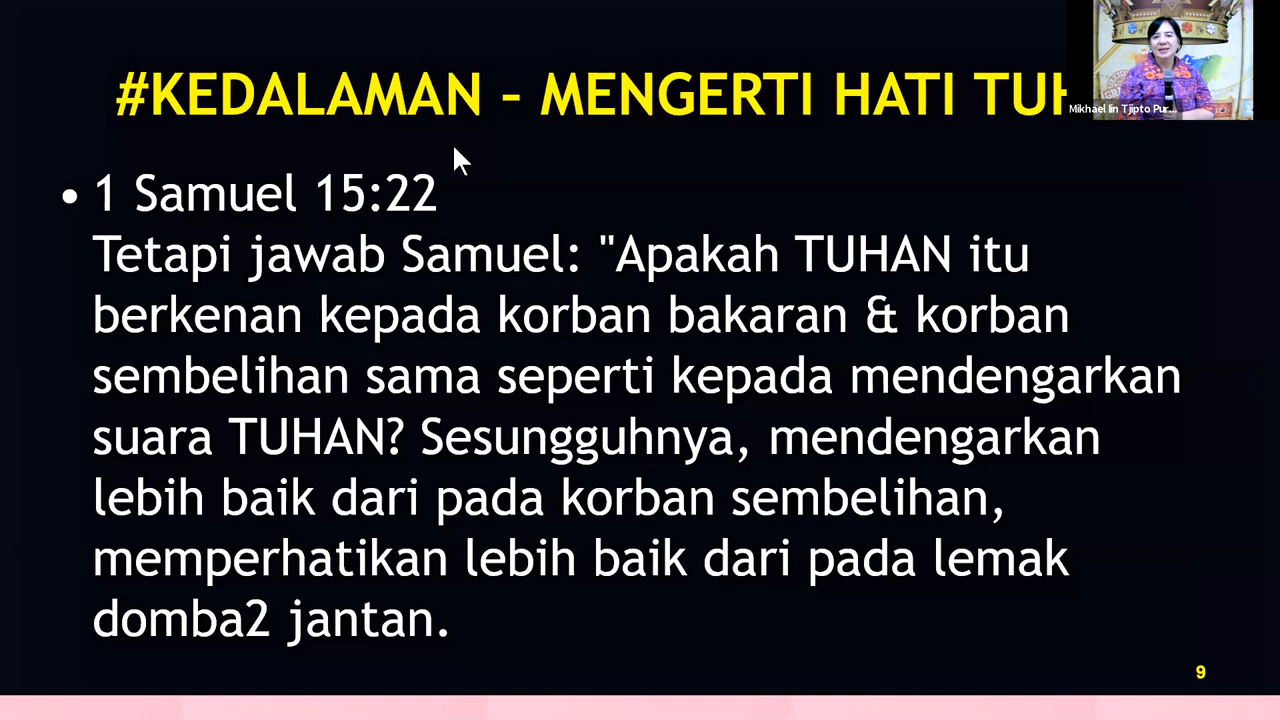 #KEDALAMAN – MENGERTI HATI
Mikhael Iin Tjipto Pur...
• 1 Samuel 15:22
Tetapi jawab Samuel: "Apakah TUHAN itu
berkenan kepada korban bakaran & korban
sembelihan sama seperti kepada mendengarkan
suara TUHAN? Sesungguhnya, mendengarkan
lebih baik dari pada korban sembelihan,
memperhatikan lebih baik dari pada lemak
domba2 jantan.
9